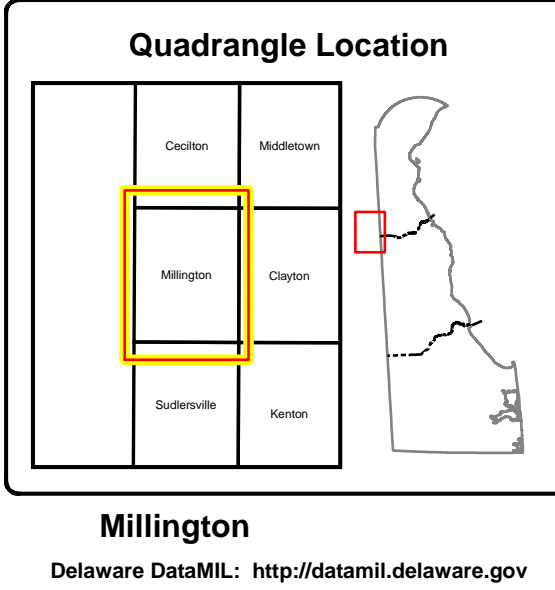 Quadrangle Location
Cecilton Middletown
Millington Clayton
Sudlersville Kenton
Millington
Delaware DataMIL: http://datamil.delaware.gov